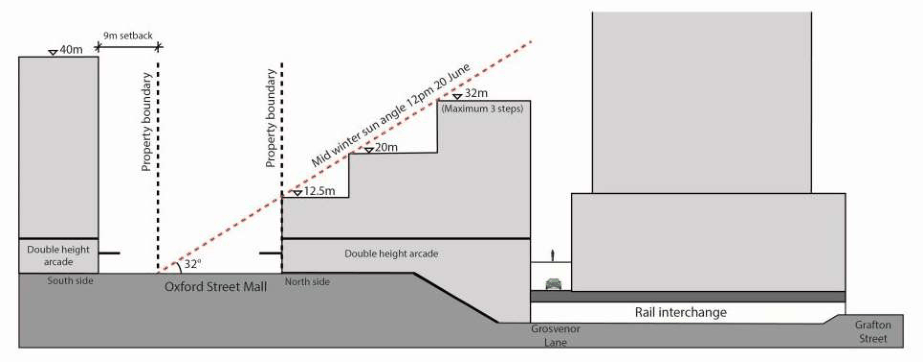 9m setback
40m
Property boundary
Property boundary
Mid winter sun angle 12pm 20 June
32m
(Maximum 3 steps)
20m
12.5m
Double height
arcade
Double height arcade
32°
South side
Oxford Street Mall
North side
Rail interchange
Grosvenor
Lane
Grafton
Street